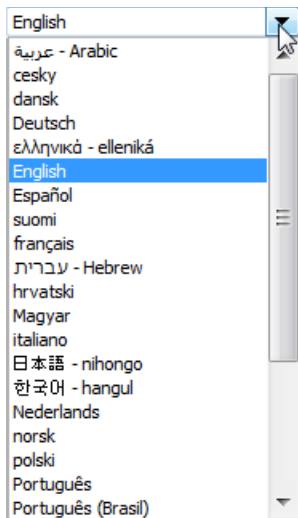 English
عربية - Arabic
cesky
dansk
Deutsch
ελληνικά - elleniká
English
Español
suomi
français
עברית - Hebrew
hrvatski
Magyar
italiano
日本語 - nihongo
한국어 - hangul
Nederlands
norsk
polski
Português
Português (Brasil)